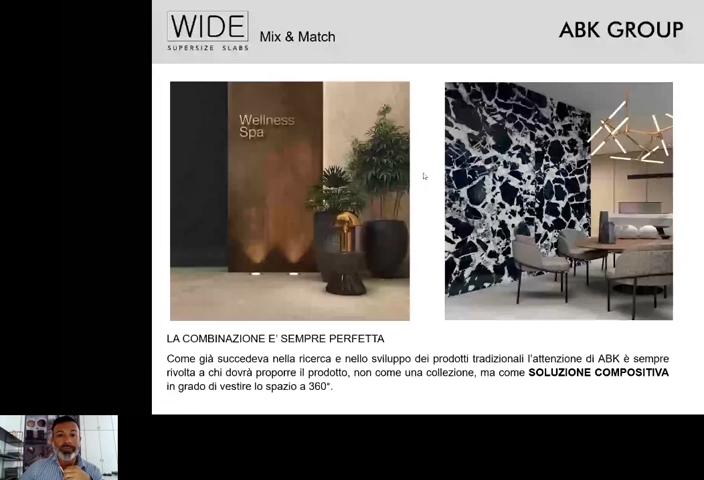 WIDE
SUPERSIZE SLABS
Mix & Match
ABK GROUP
Wellness
Spa
LA COMBINAZIONE E’ SEMPRE PERFETTA
Come già succedeva nella ricerca e nello sviluppo dei prodotti tradizionali l’attenzione di ABK è sempre
rivolta a chi dovrà proporre il prodotto, non come una collezione, ma come SOLUZIONE COMPOSITIVA
in grado di vestire lo spazio a 360°.